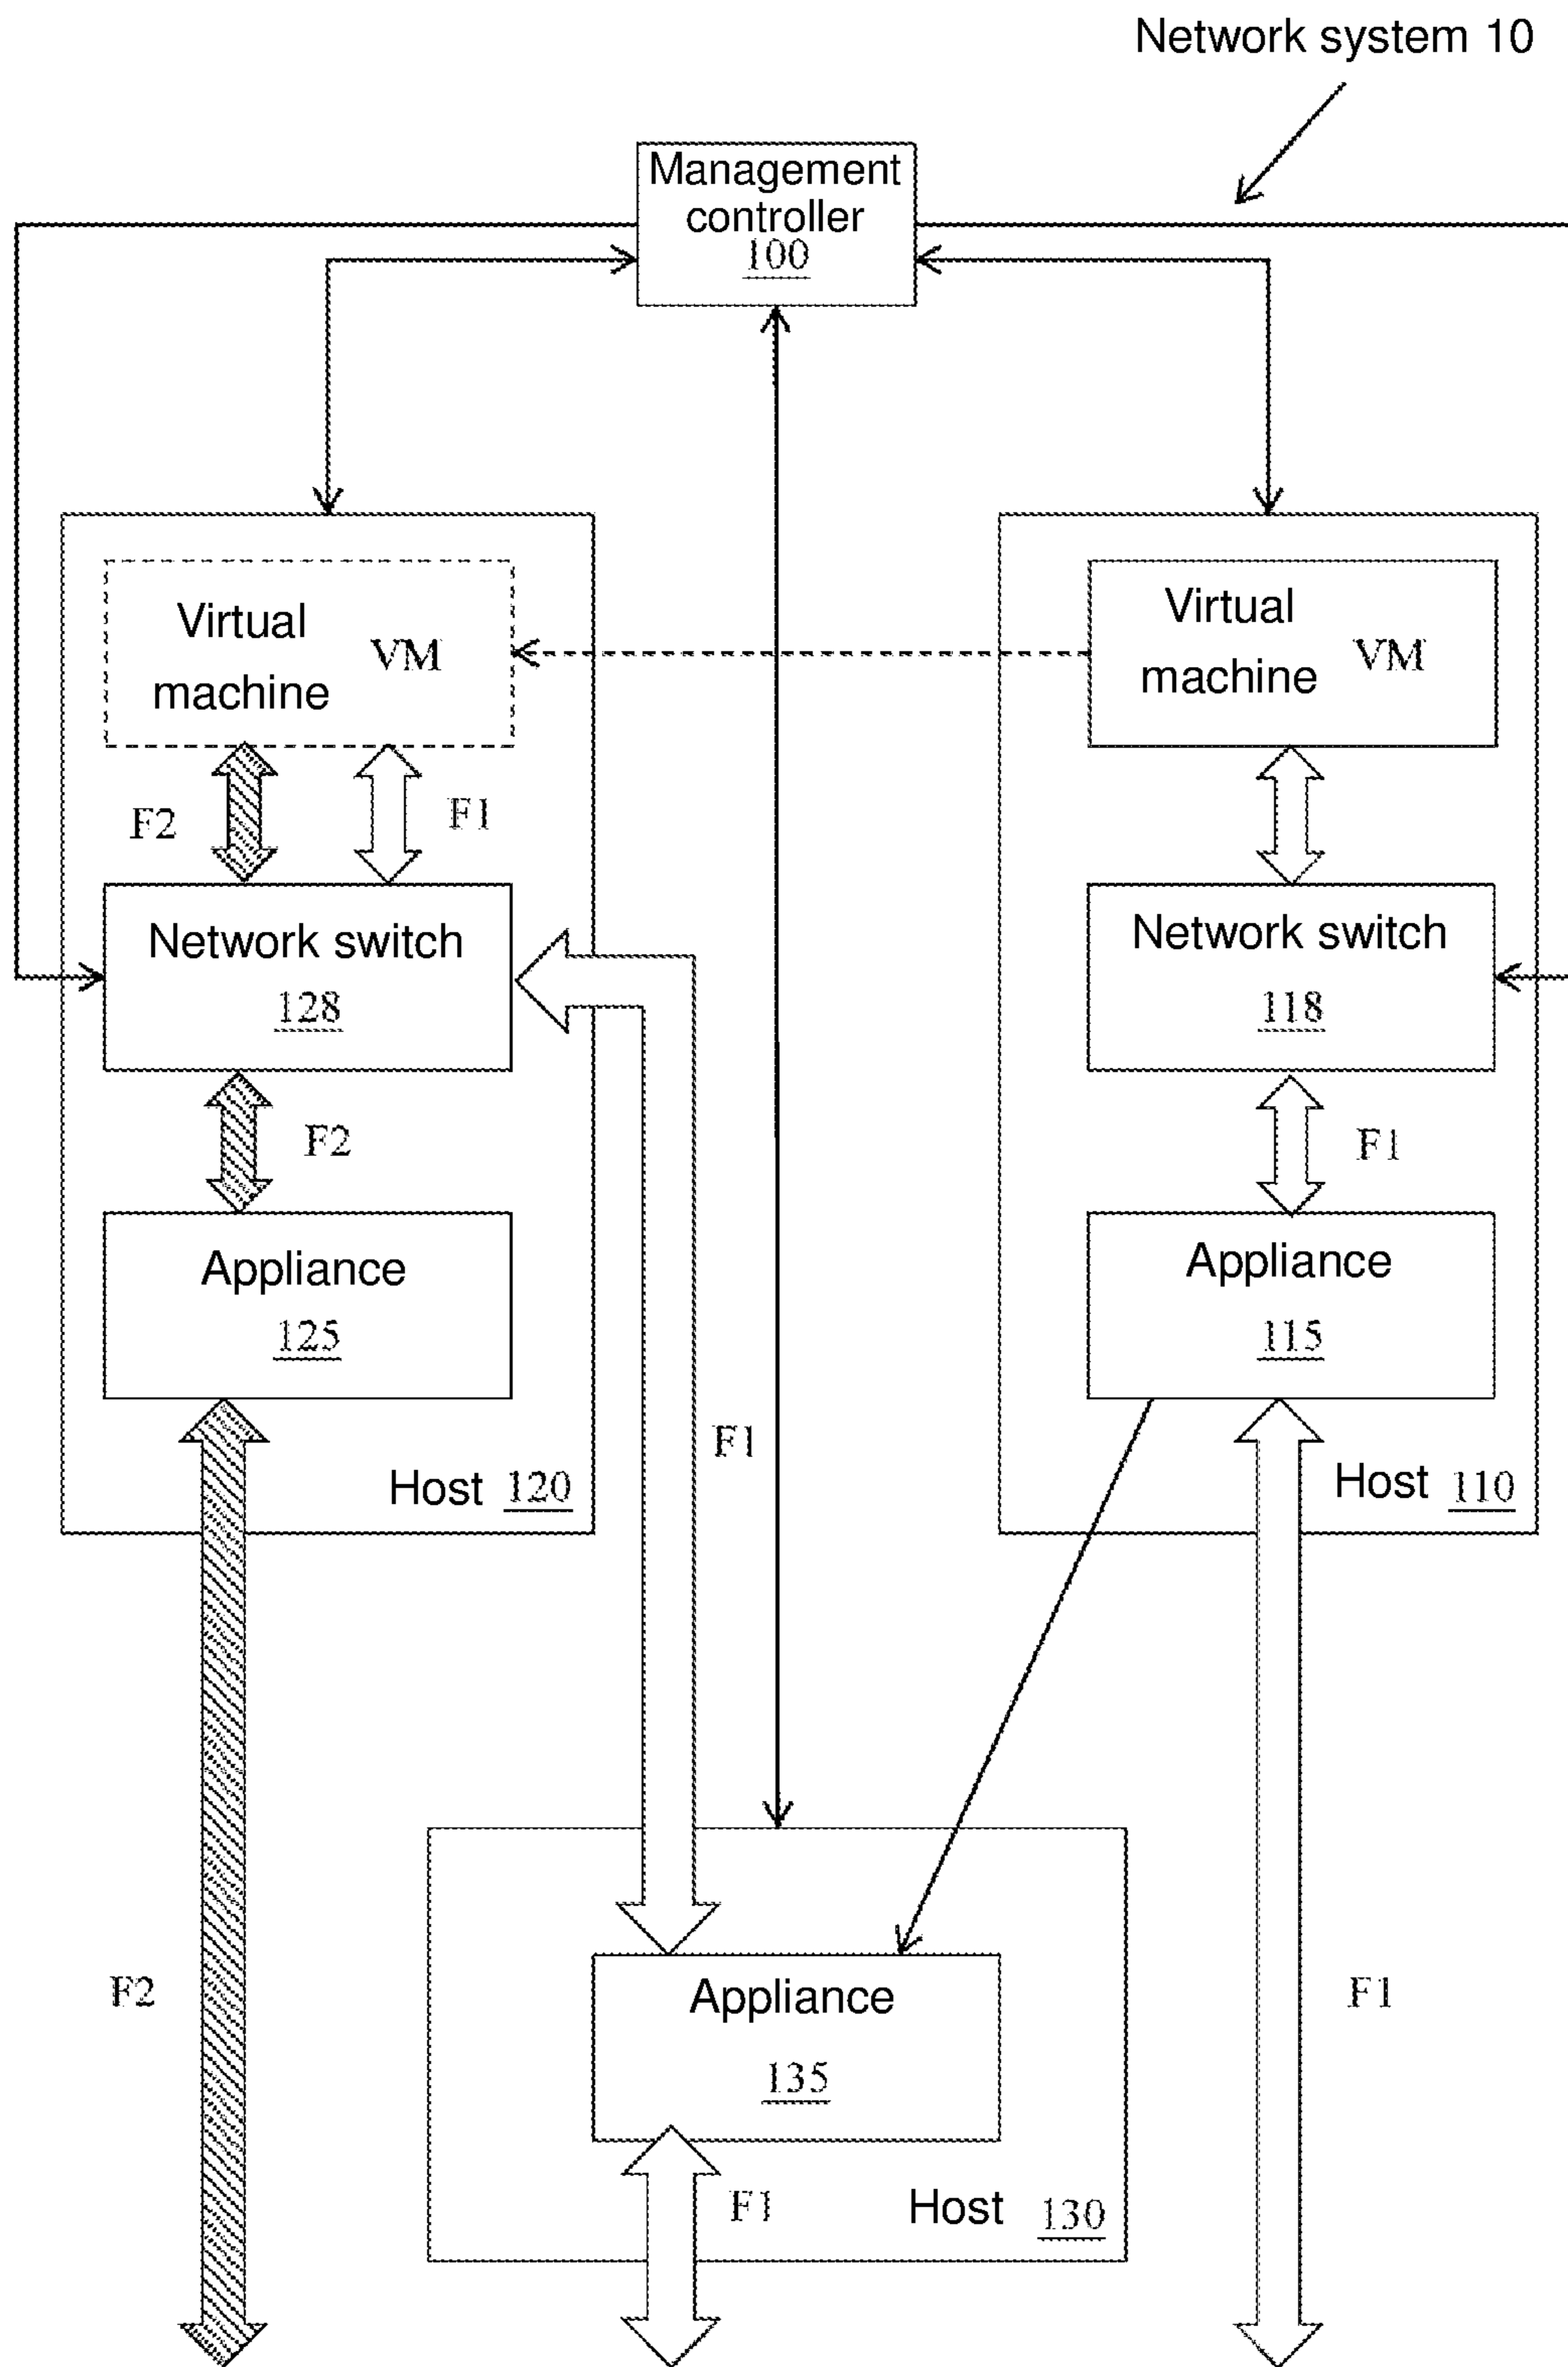 Network system 10
Management
controller
100
Virtual
machine VM
Virtual
machine VM
F2
F1
Network switch
128
Network switch
118
F2
F1
Appliance
125
Appliance
115
F1
Host 120
Host 110
F2
F1
Appliance
135
F1
Host 130